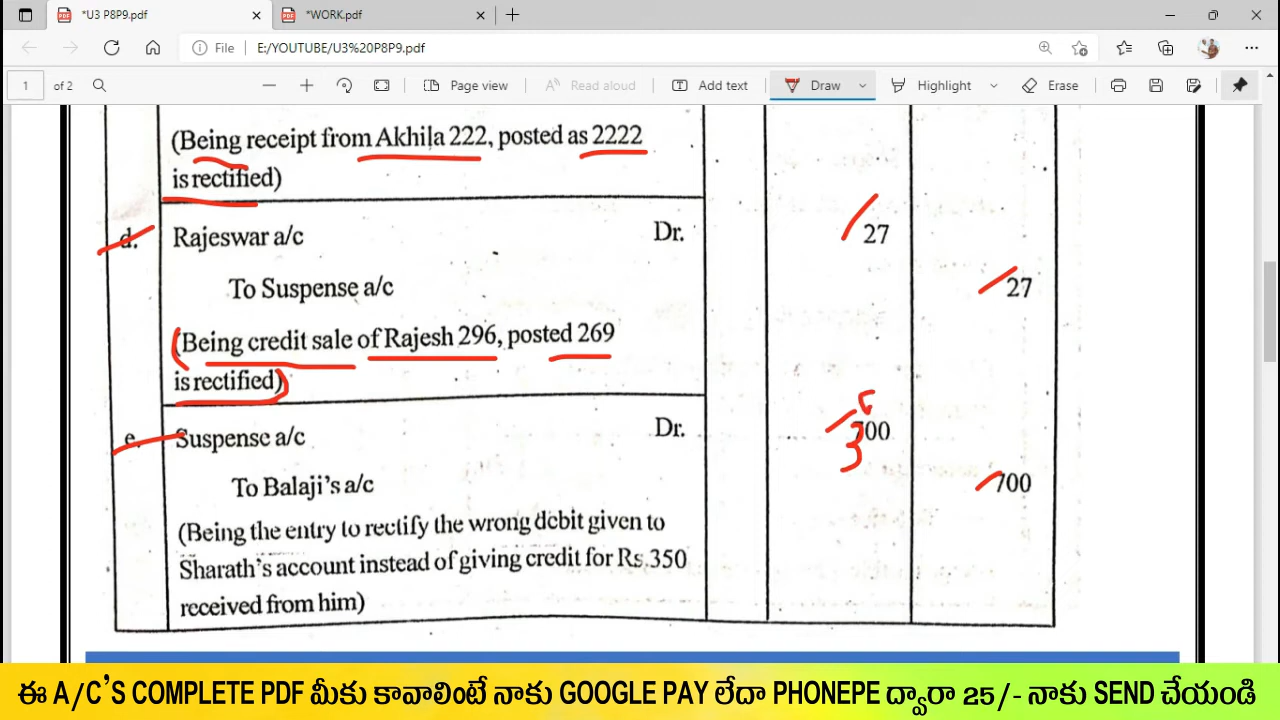 *U3 P8P9.pdf
*WORK.pdf
File E:/YOUTUBE/U3%20P8P9.pdf
1 of 2 Page view Read aloud Add text Draw Highlight Erase
(Being receipt from Akhila 222, posted as 2222
is rectified)
d. Rajeswar a/c Dr. 27
To Suspense a/c 27
(Being credit sale of Rajesh 296, posted 269
is rectified)
e. Suspense a/c Dr. 700
To Balaji's a/c 700
(Being the entry to rectify the wrong debit given to
Sharath's account instead of giving credit for Rs.350
received from him)
ఈ A/C'S COMPLETE PDF మీకు కావాలింటే నాకు GOOGLE PAY లేదా PHONEPE ద్వారా 25/- నాకు SEND చేయండి